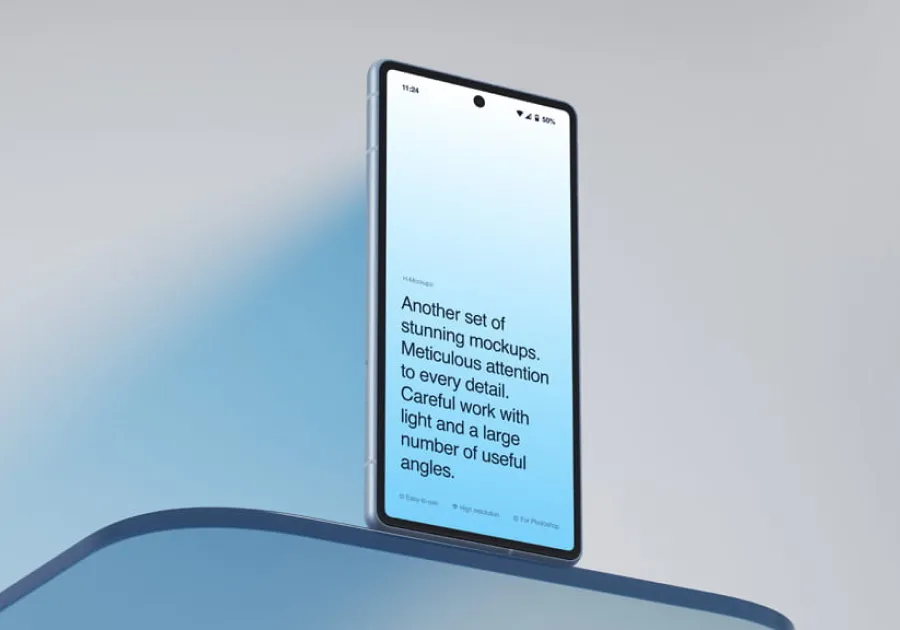 11:24
50%
H-Mockups
Another set of
stunning mockups.
Meticulous attention
to every detail.
Careful work with
light and a large
number of useful
angles.
Easy-to-use
High resolution
For Photoshop